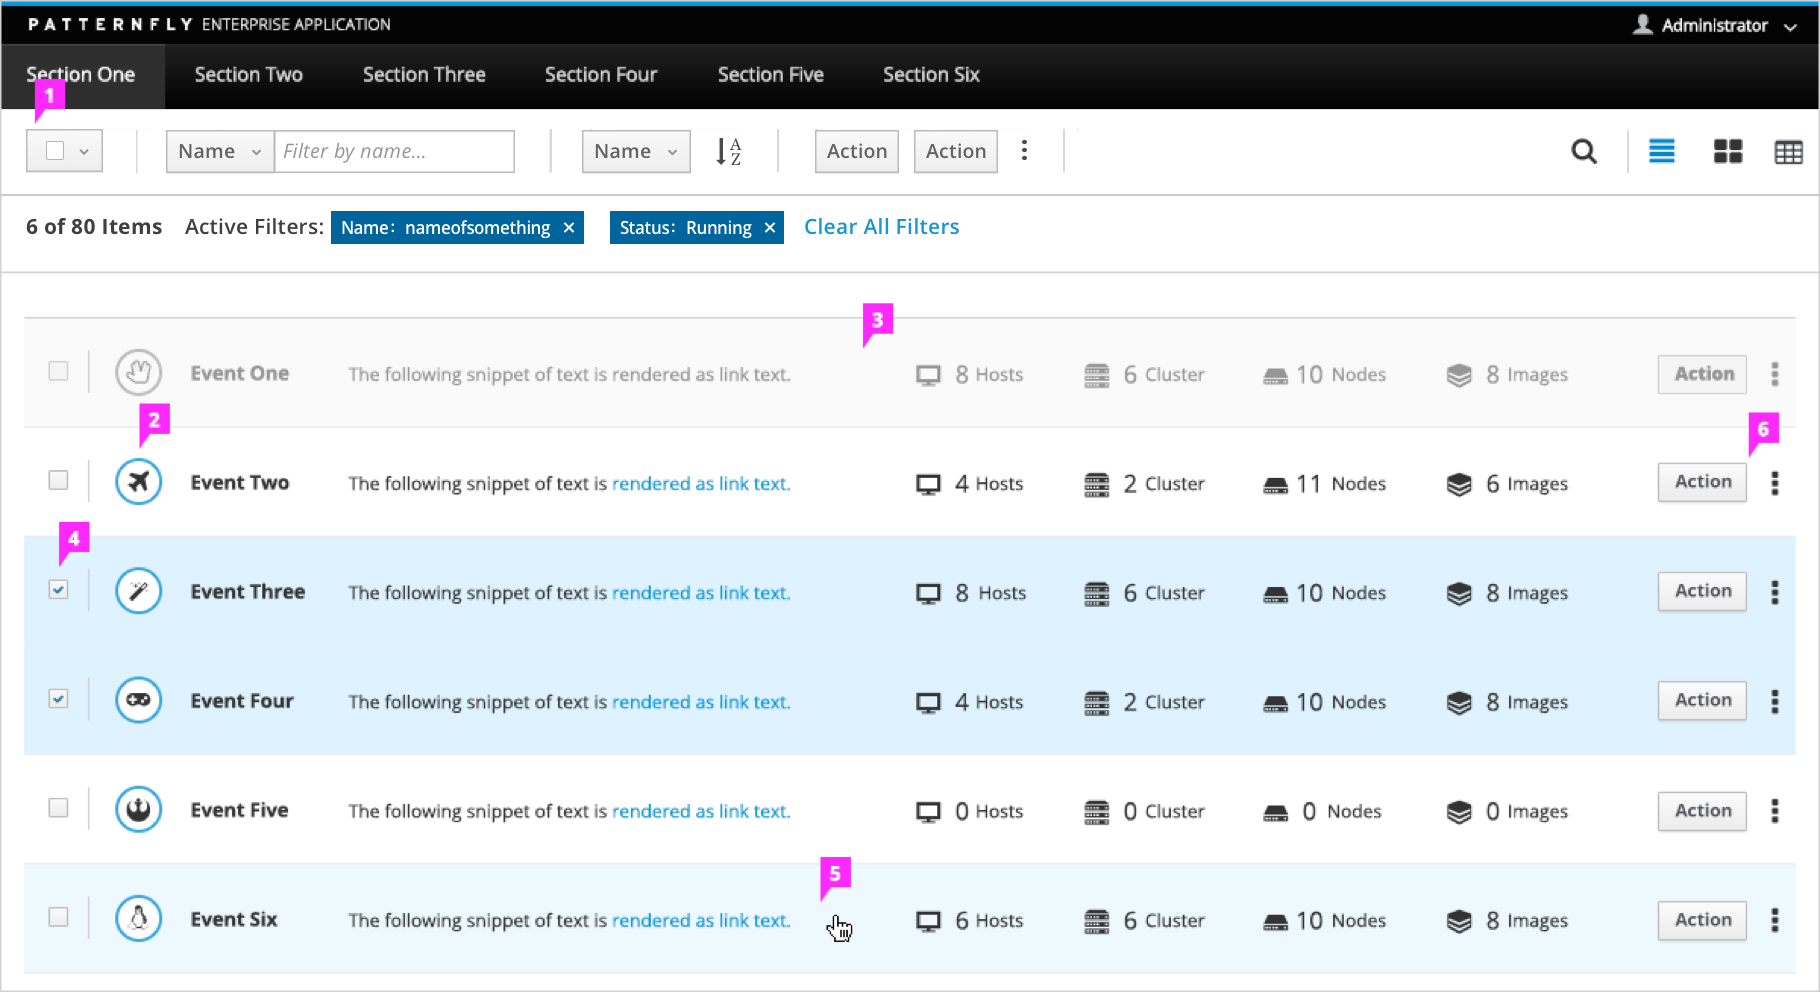 PATTERNFLY ENTERPRISE APPLICATION Administrator
Section One Section Two Section Three Section Four Section Five Section Six
1
Name Filter by name... Name A Z Action Action
6 of 80 Items Active Filters: Name: nameofsomething × Status: Running × Clear All Filters
3
Event One The following snippet of text is rendered as link text. 8 Hosts 6 Cluster 10 Nodes 8 Images Action
2 6
Event Two The following snippet of text is rendered as link text. 4 Hosts 2 Cluster 11 Nodes 6 Images Action
4
Event Three The following snippet of text is rendered as link text. 8 Hosts 6 Cluster 10 Nodes 8 Images Action
Event Four The following snippet of text is rendered as link text. 4 Hosts 2 Cluster 10 Nodes 8 Images Action
Event Five The following snippet of text is rendered as link text. 0 Hosts 0 Cluster 0 Nodes 0 Images Action
5
Event Six The following snippet of text is rendered as link text. 6 Hosts 6 Cluster 10 Nodes 8 Images Action